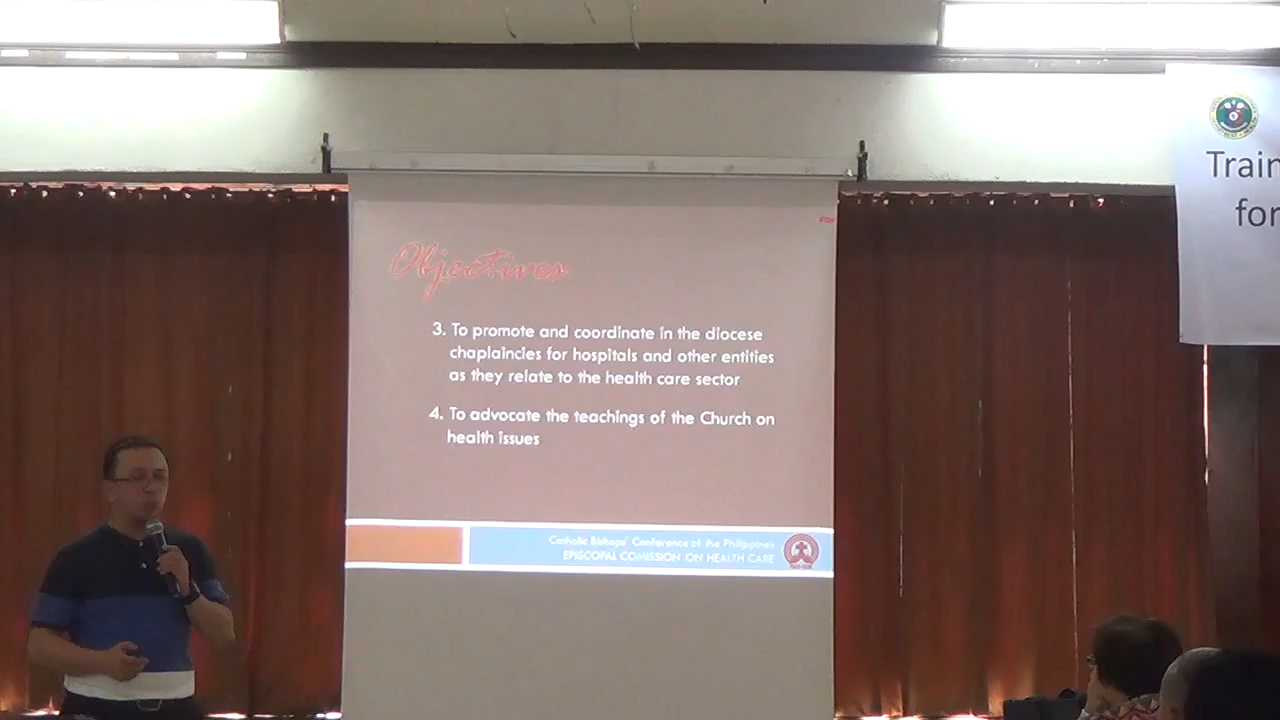 Objectives
3. To promote and coordinate in the diocese
chaplaincies for hospitals and other entities
as they relate to the health care sector
4. To advocate the teachings of the Church on
health issues
Catholic Bishops' Conference of the Philippines
EPISCOPAL COMISSION ON HEALTH CARE
Train
for